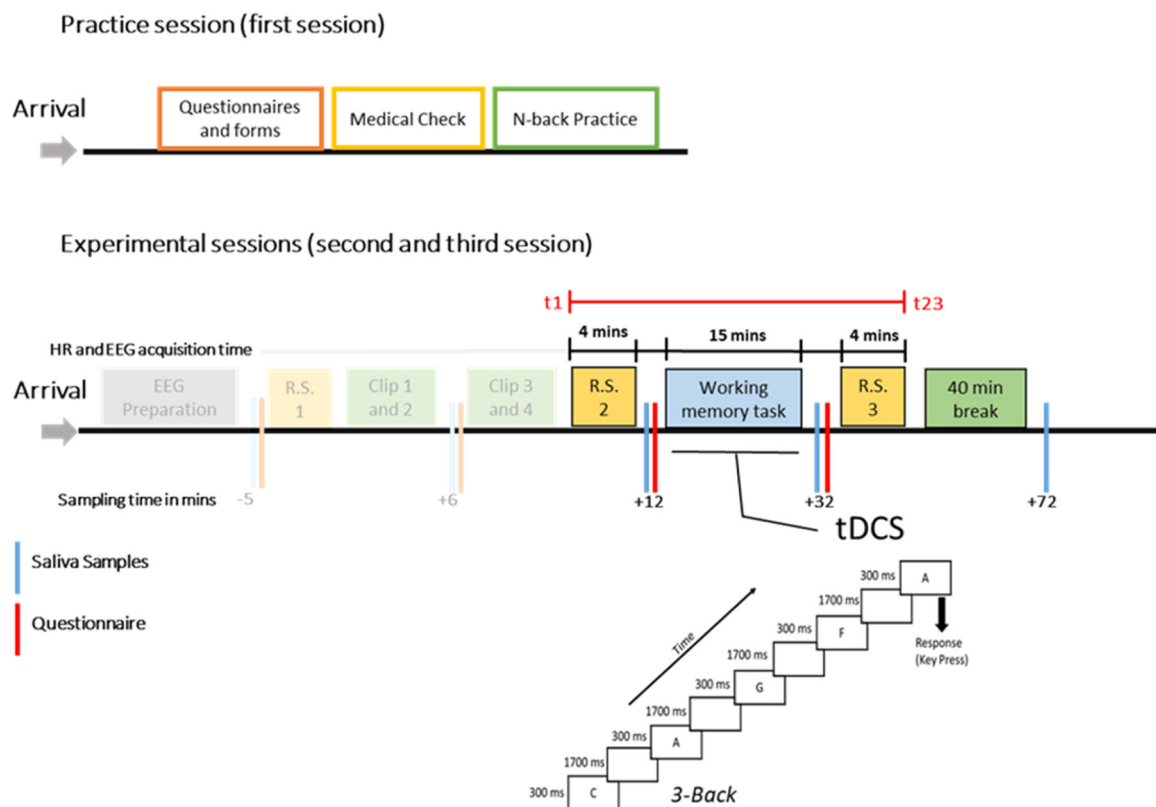 Practice session (first session)
Arrival
Questionnaires
and forms
Medical Check
N-back Practice
Experimental sessions (second and third session)
t1
t23
4 mins
15 mins
4 mins
HR and EEG acquisition time
Arrival
EEG
Preparation
R.S.
1
Clip 1
and 2
Clip 3
and 4
R.S.
2
Working
memory task
R.S.
3
40 min
break
Sampling time in mins
-5
+6
+12
+32
+72
tDCS
Saliva Samples
Questionnaire
300 ms
A
1700 ms
300 ms
F
Response
(Key Press)
Time
1700 ms
300 ms
G
1700 ms
300 ms
A
1700 ms
300 ms
C
3-Back